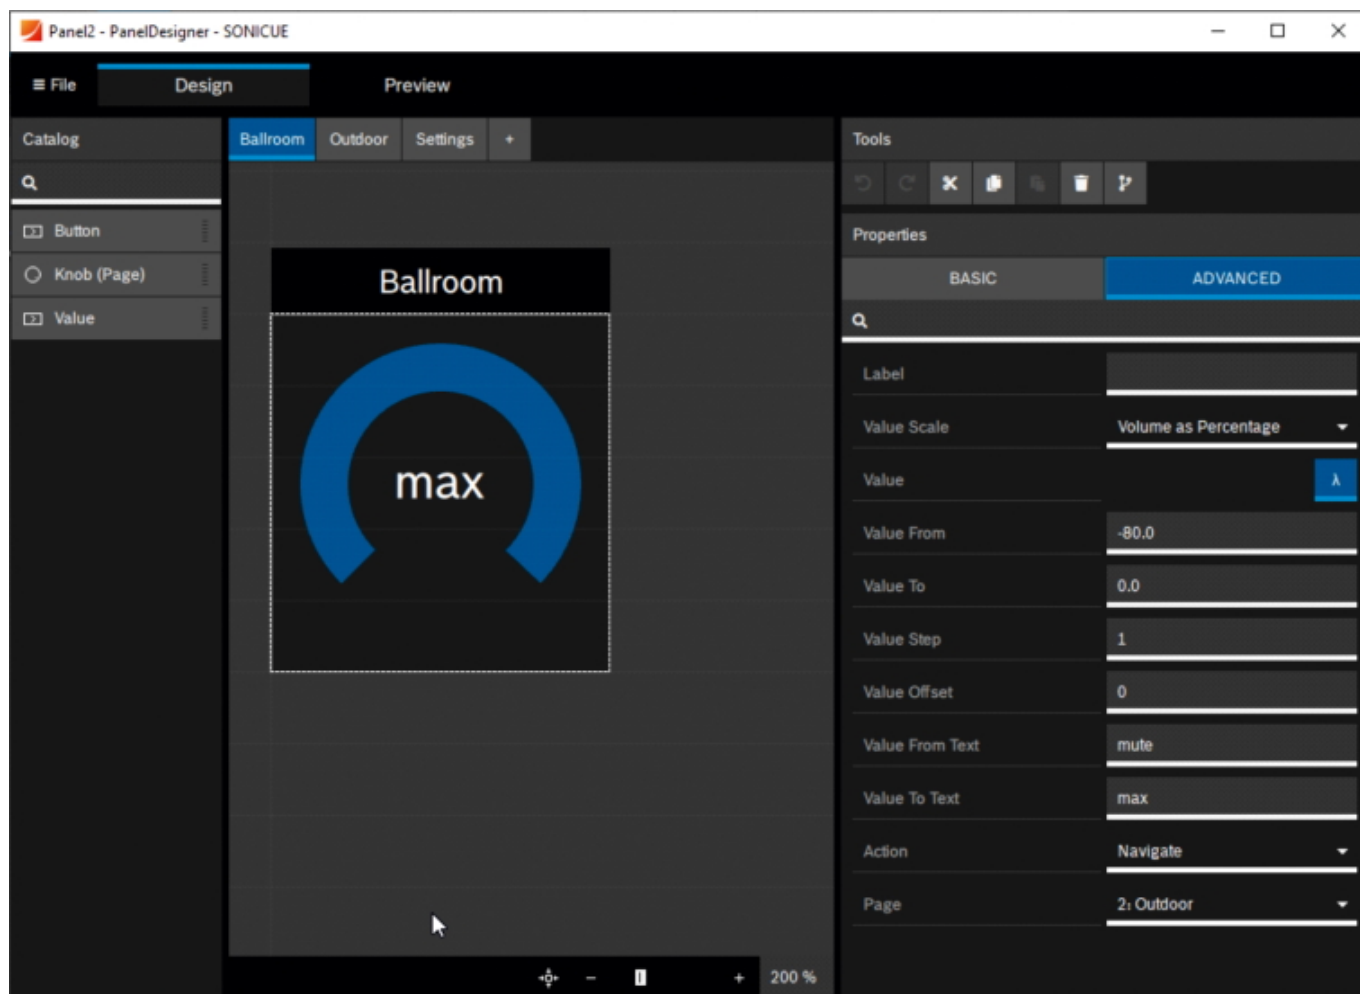 Panel2 - PanelDesigner - SONICUE
File
Design
Preview
Catalog
Button
Knob (Page)
Value
Ballroom
Outdoor
Settings
+
Ballroom
max
200 %
Tools
Properties
BASIC
ADVANCED
Label
Value Scale
Volume as Percentage
Value
λ
Value From
-80.0
Value To
0.0
Value Step
1
Value Offset
0
Value From Text
mute
Value To Text
max
Action
Navigate
Page
2: Outdoor